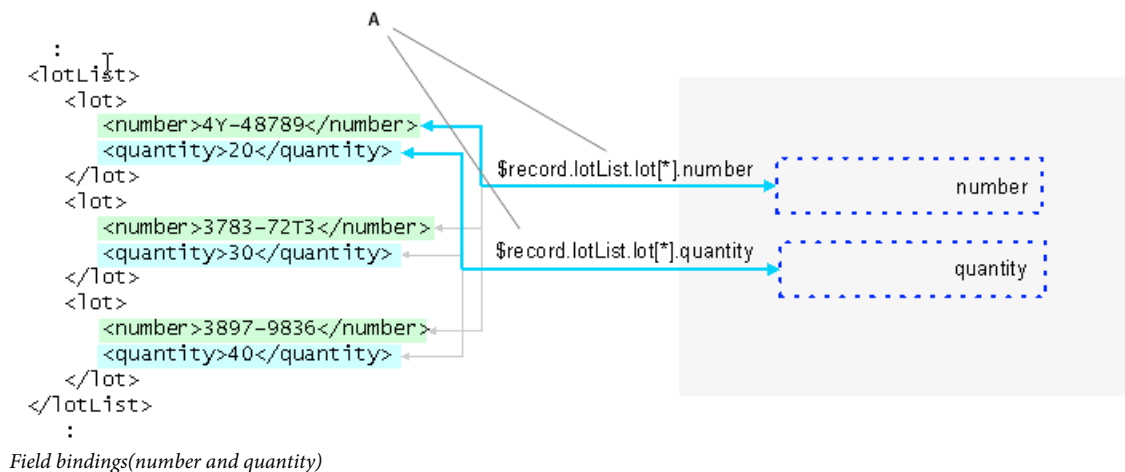 A
:
<lotList>
<lot>
<number>4Y-48789</number>
<quantity>20</quantity>
</lot>
<lot>
<number>3783-72T3</number>
<quantity>30</quantity>
</lot>
<lot>
<number>3897-9836</number>
<quantity>40</quantity>
</lot>
</lotList>
:
$record.lotList.lot[*].number
$record.lotList.lot[*].quantity
number
quantity
Field bindings(number and quantity)